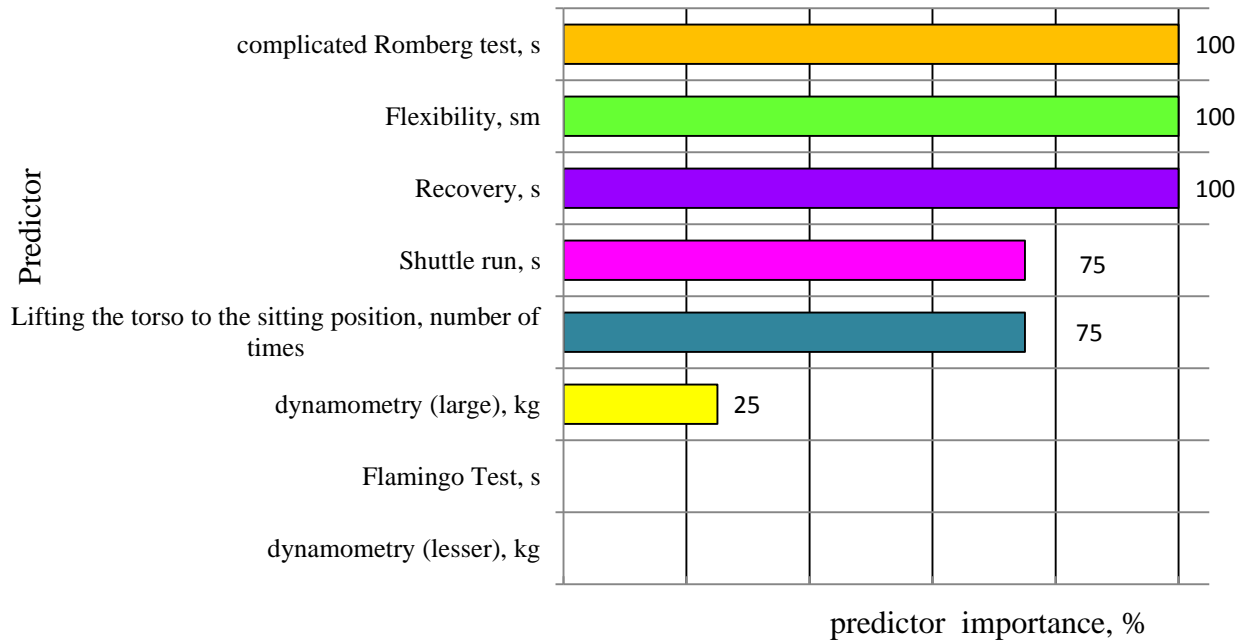 complicated Romberg test, s
100
Flexibility, sm
100
Recovery, s
100
Predictor
Shuttle run, s
75
Lifting the torso to the sitting position, number of
times
75
dynamometry (large), kg
25
Flamingo Test, s
dynamometry (lesser), kg
predictor importance, %